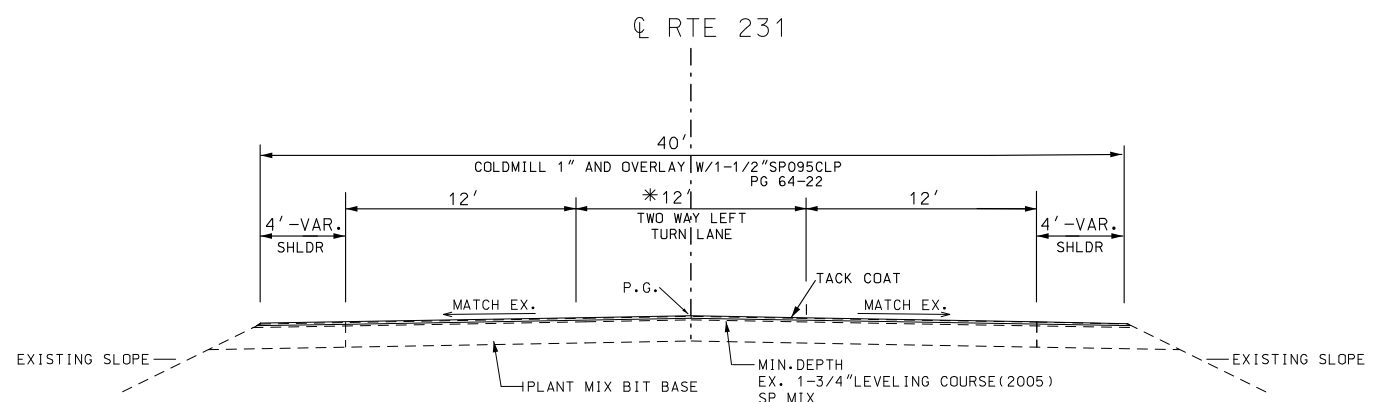 ℄ RTE 231
40'
COLDMILL 1" AND OVERLAY W/1-1/2"SP095CLP
PG 64-22
12'
*12'
12'
TWO WAY LEFT
TURN LANE
4'-VAR.
SHLDR
4'-VAR.
SHLDR
P.G.
TACK COAT
MATCH EX.
MATCH EX.
EXISTING SLOPE
EXISTING SLOPE
PLANT MIX BIT BASE
MIN.DEPTH
EX. 1-3/4"LEVELING COURSE(2005)
SP MIX